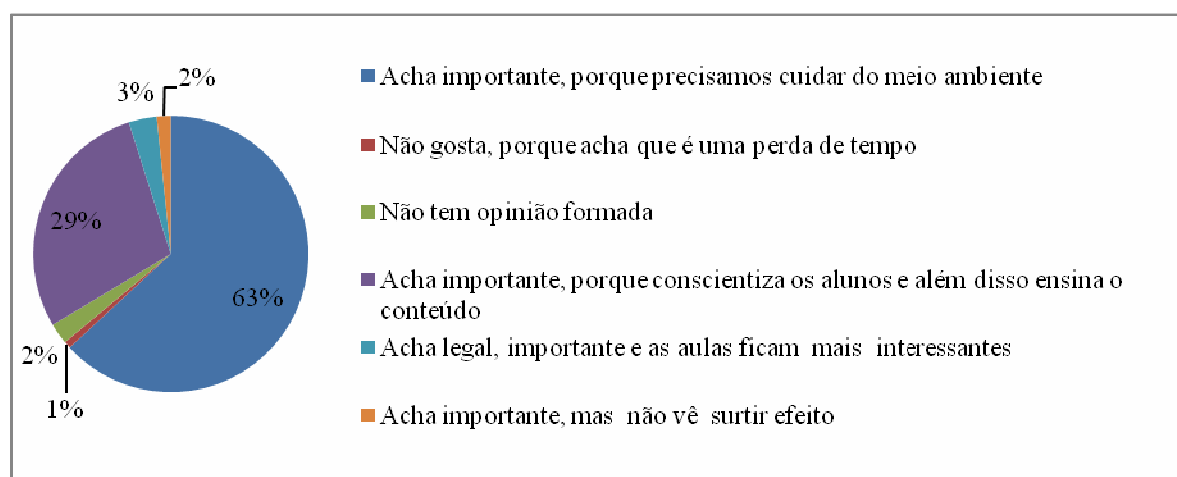 2%
3%
29%
63%
2%
1%
Acha importante, porque precisamos cuidar do meio ambiente
Não gosta, porque acha que é uma perda de tempo
Não tem opinião formada
Acha importante, porque conscientiza os alunos e além disso ensina o
conteúdo
Acha legal, importante e as aulas ficam mais interessantes
Acha importante, mas não vê surtir efeito